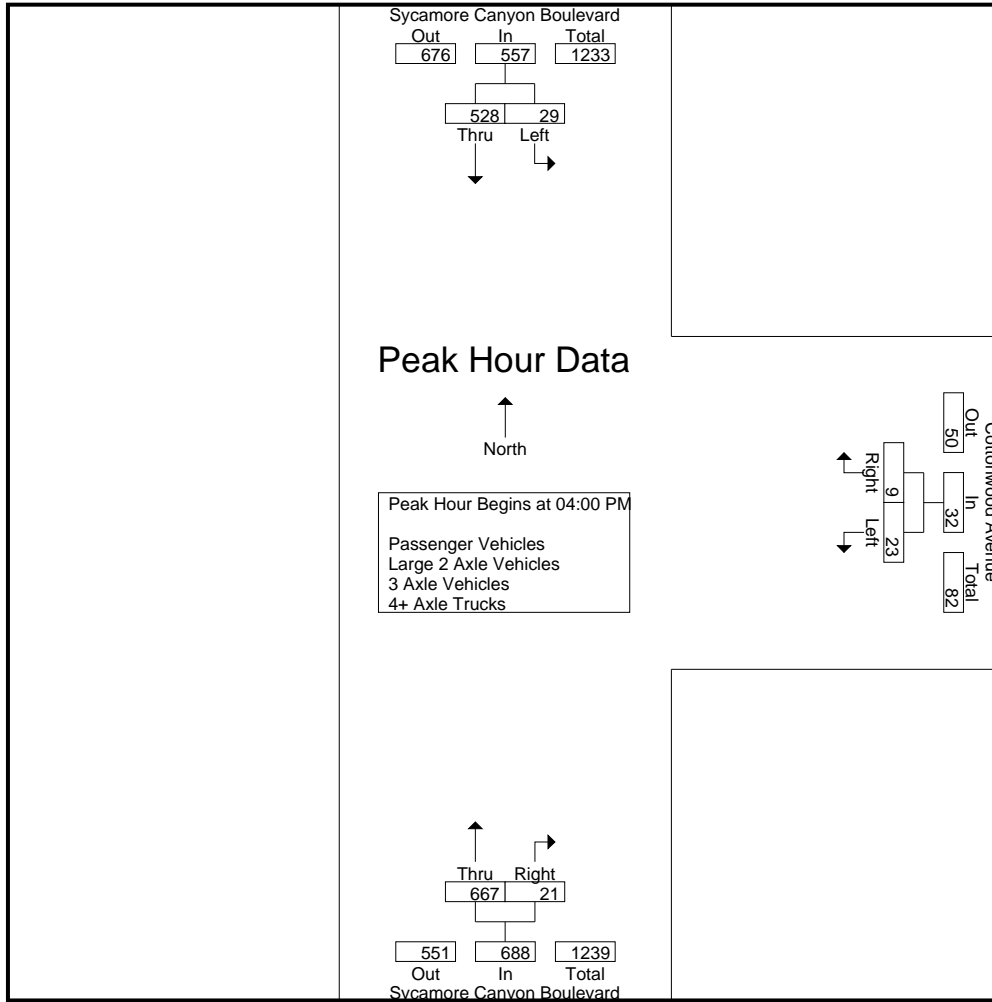 Sycamore Canyon Boulevard
Out In Total
676 557 1233
528 29
Thru Left
Peak Hour Data
North
Peak Hour Begins at 04:00 PM
Passenger Vehicles
Large 2 Axle Vehicles
3 Axle Vehicles
4+ Axle Trucks
Cottonwood Avenue
Out In Total
50 32 82
9 23
Right Left
Thru Right
667 21
551 688 1239
Out In Total
Sycamore Canyon Boulevard